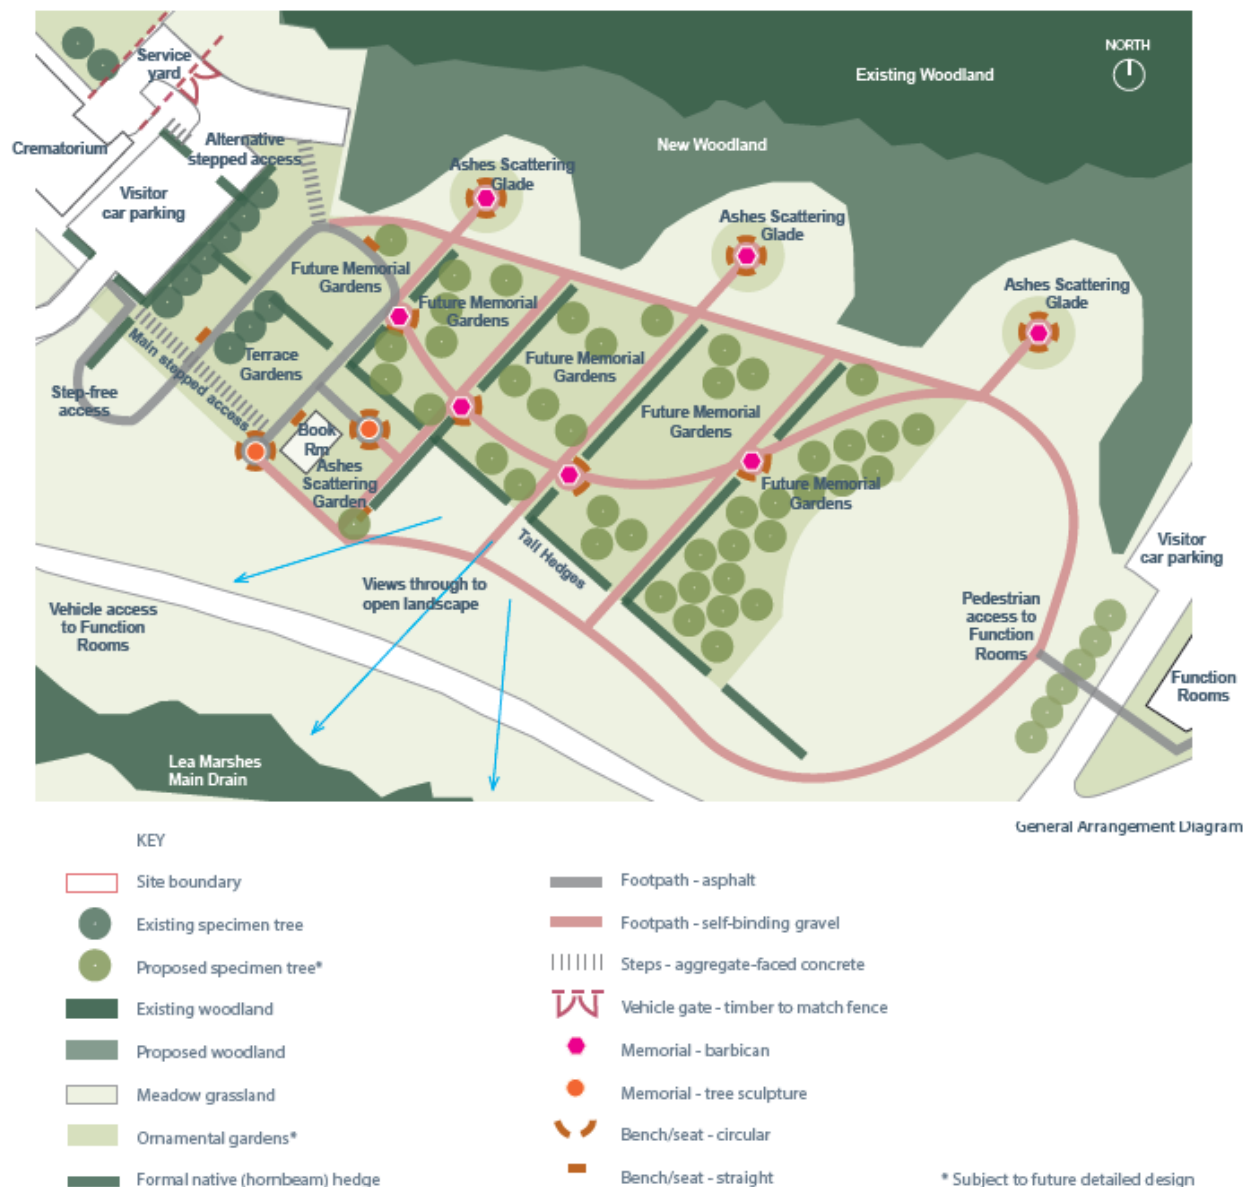 NORTH
Existing Woodland
Service
yard
New Woodland
Crematorium
Alternative
stepped access
Visitor
car parking
Ashes Scattering
Glade
Ashes Scattering
Glade
Ashes Scattering
Glade
Future Memorial
Gardens
Future Memorial
Gardens
Future Memorial
Gardens
Future Memorial
Gardens
Future Memorial
Gardens
Main stepped access
Terrace
Gardens
Step-free
access
Book
Rm
Ashes
Scattering
Garden
Tall Hedges
Views through to
open landscape
Vehicle access
to Function
Rooms
Visitor
car parking
Pedestrian
access to
Function
Rooms
Function
Rooms
Lea Marshes
Main Drain
General Arrangement Diagram
KEY
Site boundary
Existing specimen tree
Proposed specimen tree*
Existing woodland
Proposed woodland
Meadow grassland
Ornamental gardens*
Formal native (hornbeam) hedge
Footpath - asphalt
Footpath - self-binding gravel
Steps - aggregate-faced concrete
Vehicle gate - timber to match fence
Memorial - barbican
Memorial - tree sculpture
Bench/seat - circular
Bench/seat - straight
* Subject to future detailed design